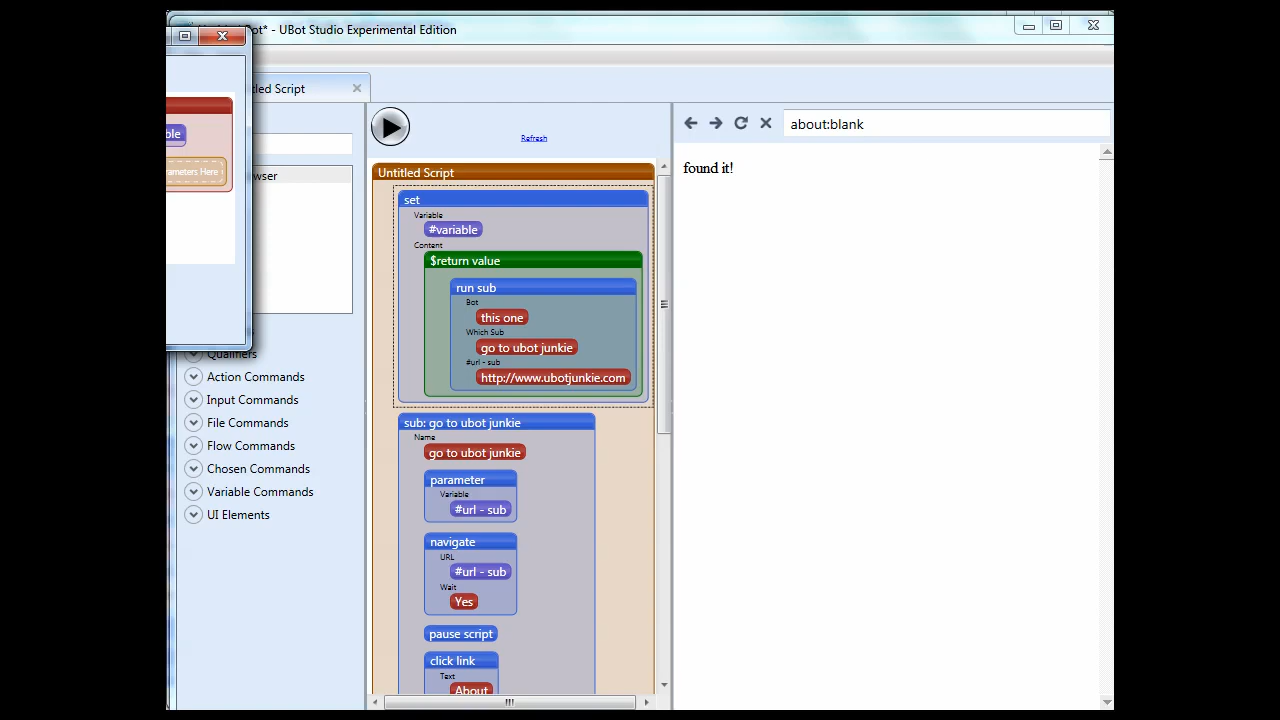 ot* - UBot Studio Experimental Edition
tled Script
ble
rameters Here
wser
Qualifiers
Action Commands
Input Commands
File Commands
Flow Commands
Chosen Commands
Variable Commands
UI Elements
Refresh
Untitled Script
set
Variable
#variable
Content
$return value
run sub
Bot
this one
Which Sub
go to ubot junkie
#url - sub
http://www.ubotjunkie.com
sub: go to ubot junkie
Name
go to ubot junkie
parameter
Variable
#url - sub
navigate
URL
#url - sub
Wait
Yes
pause script
click link
Text
About
about:blank
found it!